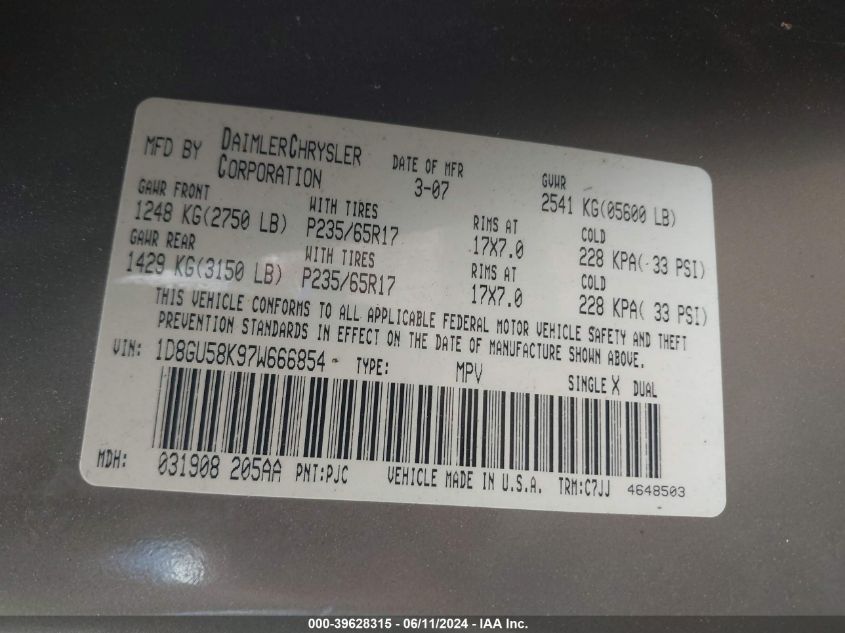 MFD BY DAIMLERCHRYSLER CORPORATION DATE OF MFR 3-07 GVWR 2541 KG(05600 LB)
GAWR FRONT WITH TIRES RIMS AT COLD
1248 KG(2750 LB) P235/65R17 17X7.0 228 KPA( 33 PSI)
GAWR REAR WITH TIRES RIMS AT COLD
1429 KG(3150 LB) P235/65R17 17X7.0 228 KPA( 33 PSI)
THIS VEHICLE CONFORMS TO ALL APPLICABLE FEDERAL MOTOR VEHICLE SAFETY AND THEFT
PREVENTION STANDARDS IN EFFECT ON THE DATE OF MANUFACTURE SHOWN ABOVE.
VIN: 1D8GU58K97W666854 TYPE: MPV SINGLE X DUAL
MDH: 031908 205AA PNT:PJC VEHICLE MADE IN U.S.A. TRM:C7JJ 4648503
000-39628315 - 06/11/2024 - IAA Inc.